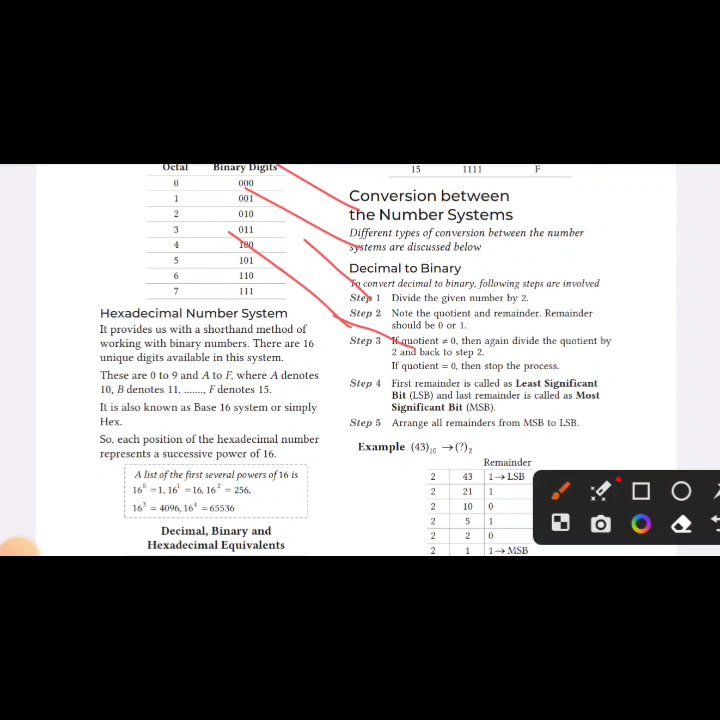 Octal Binary Digits
0 000
1 001
2 010
3 011
4 100
5 101
6 110
7 111
Hexadecimal Number System
It provides us with a shorthand method of
working with binary numbers. There are 16
unique digits available in this system.
These are 0 to 9 and A to F, where A denotes
10, B denotes 11, ........, F denotes 15.
It is also known as Base 16 system or simply
Hex.
So, each position of the hexadecimal number
represents a successive power of 16.
A list of the first several powers of 16 is
16⁰ = 1, 16¹ = 16, 16² = 256,
16³ = 4096, 16⁴ = 65536
Decimal, Binary and
Hexadecimal Equivalents
15 1111 F
Conversion between
the Number Systems
Different types of conversion between the number
systems are discussed below
Decimal to Binary
To convert decimal to binary, following steps are involved
Step 1 Divide the given number by 2.
Step 2 Note the quotient and remainder. Remainder
should be 0 or 1.
Step 3 If quotient ≠ 0, then again divide the quotient by
2 and back to step 2.
If quotient = 0, then stop the process.
Step 4 First remainder is called as Least Significant
Bit (LSB) and last remainder is called as Most
Significant Bit (MSB).
Step 5 Arrange all remainders from MSB to LSB.
Example (43)₁₀ → (?)₂
Remainder
2 43 1 → LSB
2 21 1
2 10 0
2 5 1
2 2 0
2 1 1 → MSB